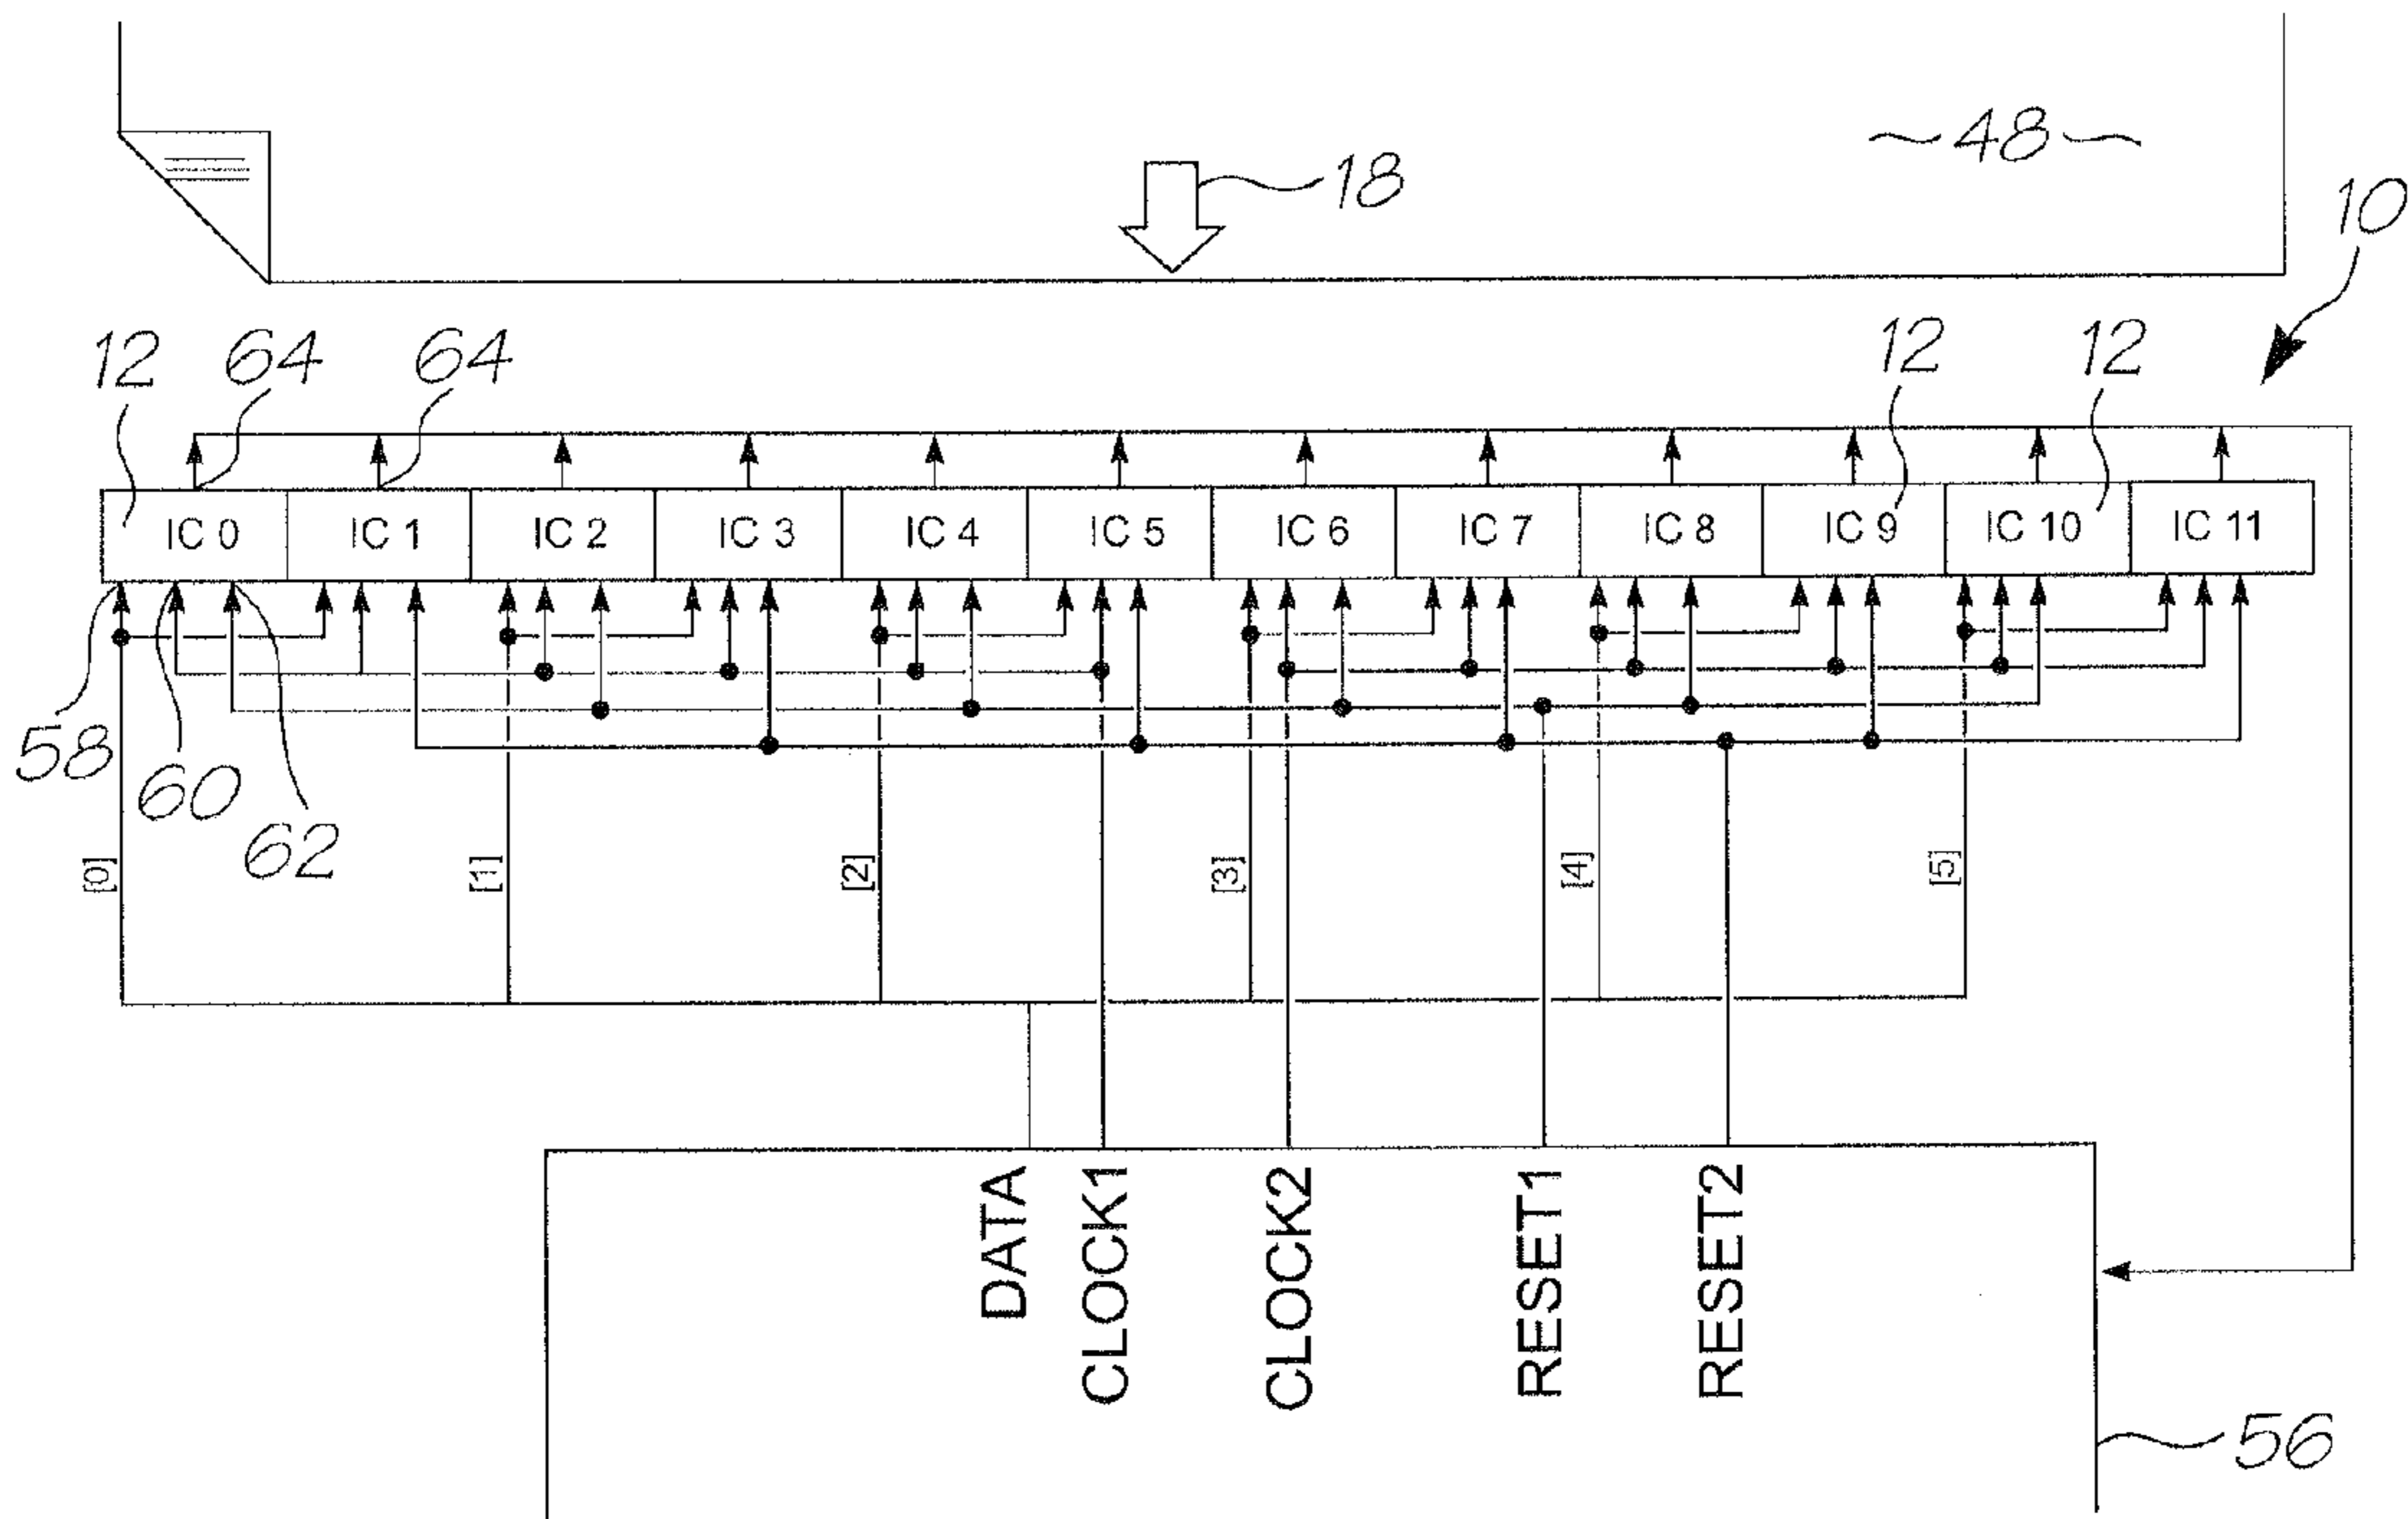 ~48~
18
10
12 64 64 12 12
IC 0 IC 1 IC 2 IC 3 IC 4 IC 5 IC 6 IC 7 IC 8 IC 9 IC 10 IC 11
58 60 62
[0] [1] [2] [3] [4] [5]
DATA
CLOCK1
CLOCK2
RESET1
RESET2
56